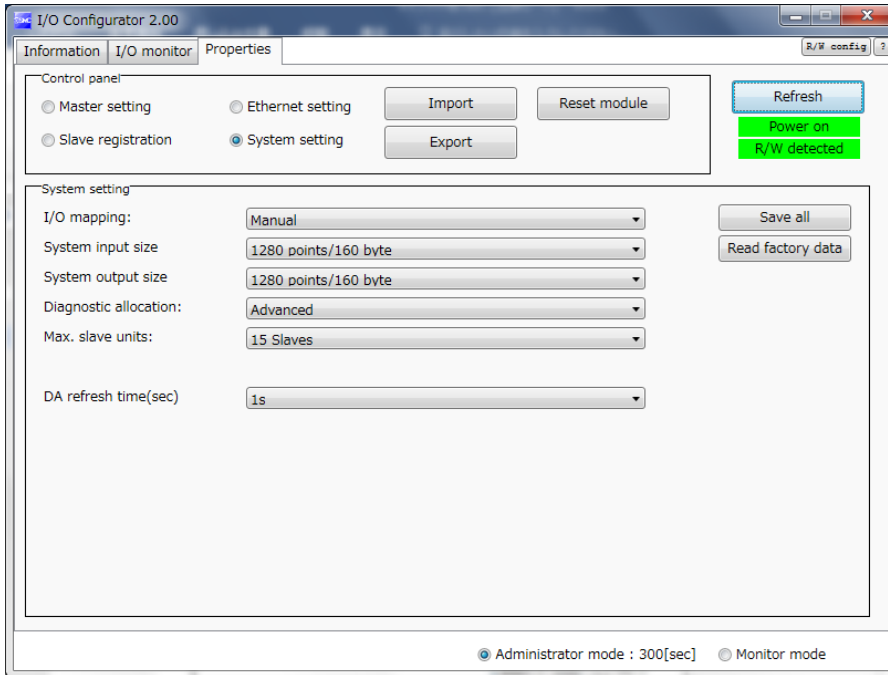 I/O Configurator 2.00
Information I/O monitor Properties R/W config ?
Control panel
Master setting Ethernet setting Import Reset module Refresh
Power on
Slave registration System setting Export R/W detected
System setting
I/O mapping: Manual Save all
System input size 1280 points/160 byte Read factory data
System output size 1280 points/160 byte
Diagnostic allocation: Advanced
Max. slave units: 15 Slaves
DA refresh time(sec) 1s
Administrator mode : 300[sec] Monitor mode